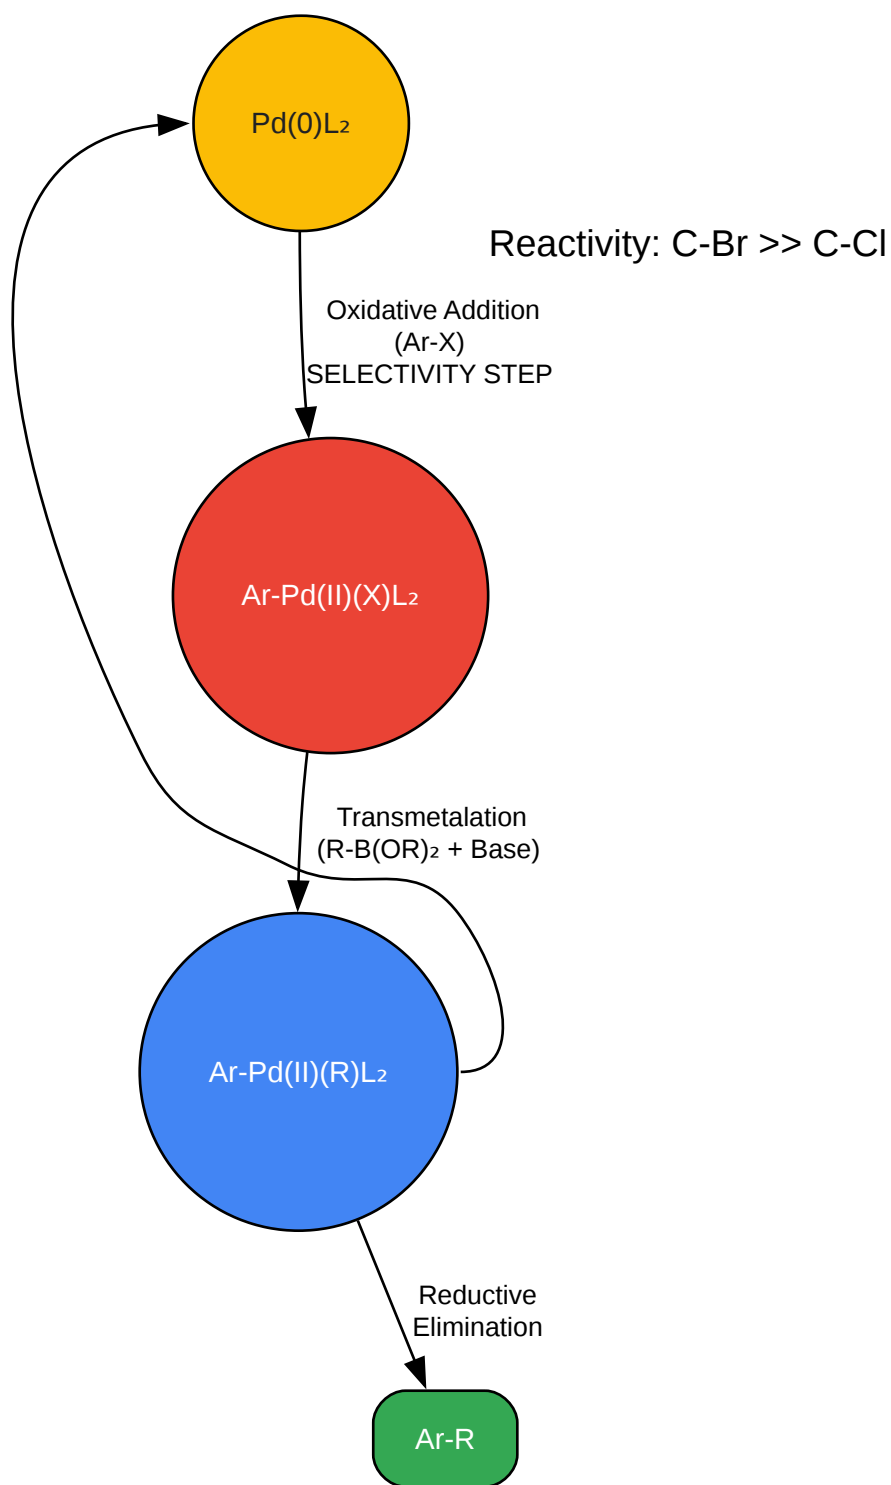 Pd(0)L₂
Reactivity: C-Br >> C-Cl
Oxidative Addition
(Ar-X)
SELECTIVITY STEP
Ar-Pd(II)(X)L₂
Transmetalation
(R-B(OR)₂ + Base)
Ar-Pd(II)(R)L₂
Reductive
Elimination
Ar-R